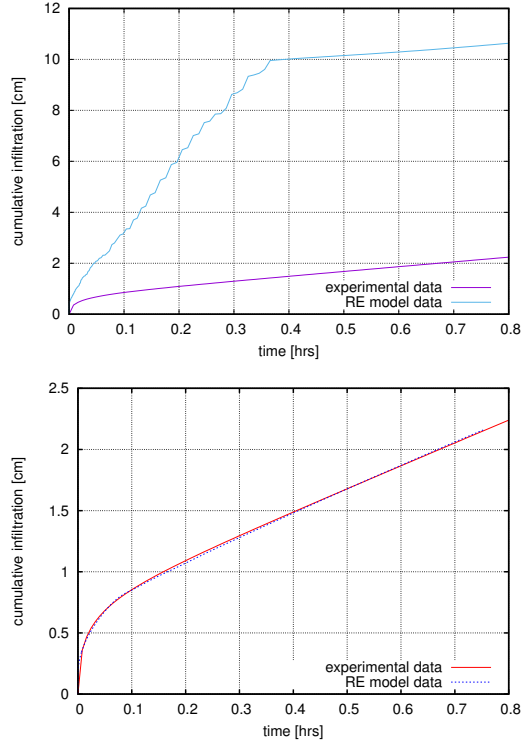 12
10
8
6
4
2
0
cumulative infiltration [cm]
experimental data
RE model data
0 0.1 0.2 0.3 0.4 0.5 0.6 0.7 0.8
time [hrs]
2.5
2
1.5
1
0.5
0
cumulative infiltration [cm]
experimental data
RE model data
0 0.1 0.2 0.3 0.4 0.5 0.6 0.7 0.8
time [hrs]